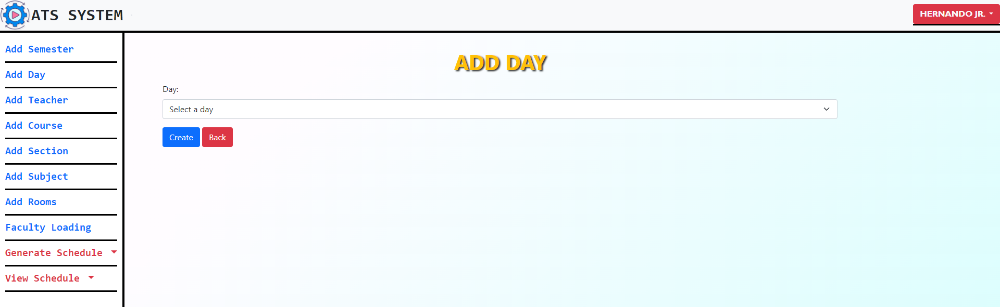 ATS SYSTEM
HERNANDO JR.
Add Semester
Add Day
Add Teacher
Add Course
Add Section
Add Subject
Add Rooms
Faculty Loading
Generate Schedule
View Schedule
ADD DAY
Day:
Select a day
Create Back